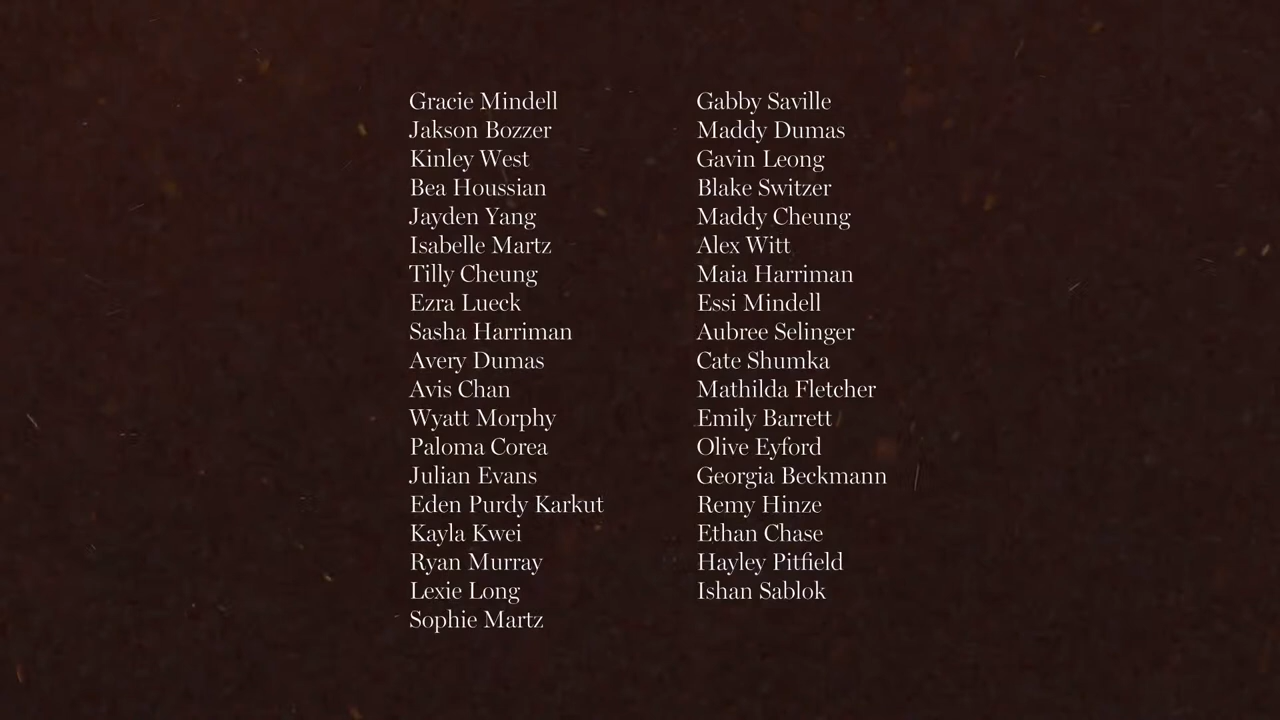 Gracie Mindell
Jakson Bozzer
Kinley West
Bea Houssian
Jayden Yang
Isabelle Martz
Tilly Cheung
Ezra Lueck
Sasha Harriman
Avery Dumas
Avis Chan
Wyatt Morphy
Paloma Corea
Julian Evans
Eden Purdy Karkut
Kayla Kwei
Ryan Murray
Lexie Long
Sophie Martz
Gabby Saville
Maddy Dumas
Gavin Leong
Blake Switzer
Maddy Cheung
Alex Witt
Maia Harriman
Essi Mindell
Aubree Selinger
Cate Shumka
Mathilda Fletcher
Emily Barrett
Olive Eyford
Georgia Beckmann
Remy Hinze
Ethan Chase
Hayley Pitfield
Ishan Sablok